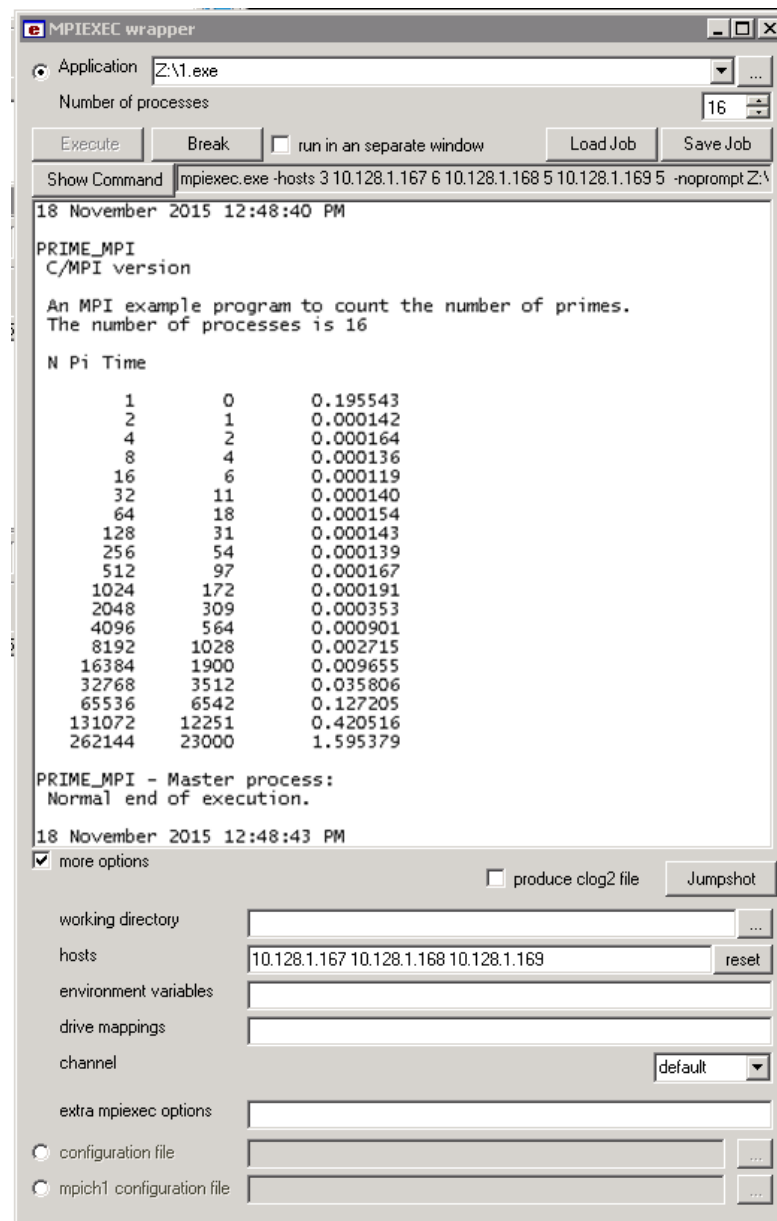 MPIEXEC wrapper
Application Z:\1.exe ...
Number of processes 16
Execute Break run in an separate window Load Job Save Job
Show Command mpiexec.exe -hosts 3 10.128.1.167 6 10.128.1.168 5 10.128.1.169 5 -noprompt Z:\
18 November 2015 12:48:40 PM
PRIME_MPI
C/MPI version
An MPI example program to count the number of primes.
The number of processes is 16
N Pi Time
1 0 0.195543
2 1 0.000142
4 2 0.000164
8 4 0.000136
16 6 0.000119
32 11 0.000140
64 18 0.000154
128 31 0.000143
256 54 0.000139
512 97 0.000167
1024 172 0.000191
2048 309 0.000353
4096 564 0.000901
8192 1028 0.002715
16384 1900 0.009655
32768 3512 0.035806
65536 6542 0.127205
131072 12251 0.420516
262144 23000 1.595379
PRIME_MPI - Master process:
Normal end of execution.
18 November 2015 12:48:43 PM
more options
produce clog2 file Jumpshot
working directory ...
hosts 10.128.1.167 10.128.1.168 10.128.1.169 reset
environment variables
drive mappings
channel default
extra mpiexec options
configuration file ...
mpich1 configuration file ...